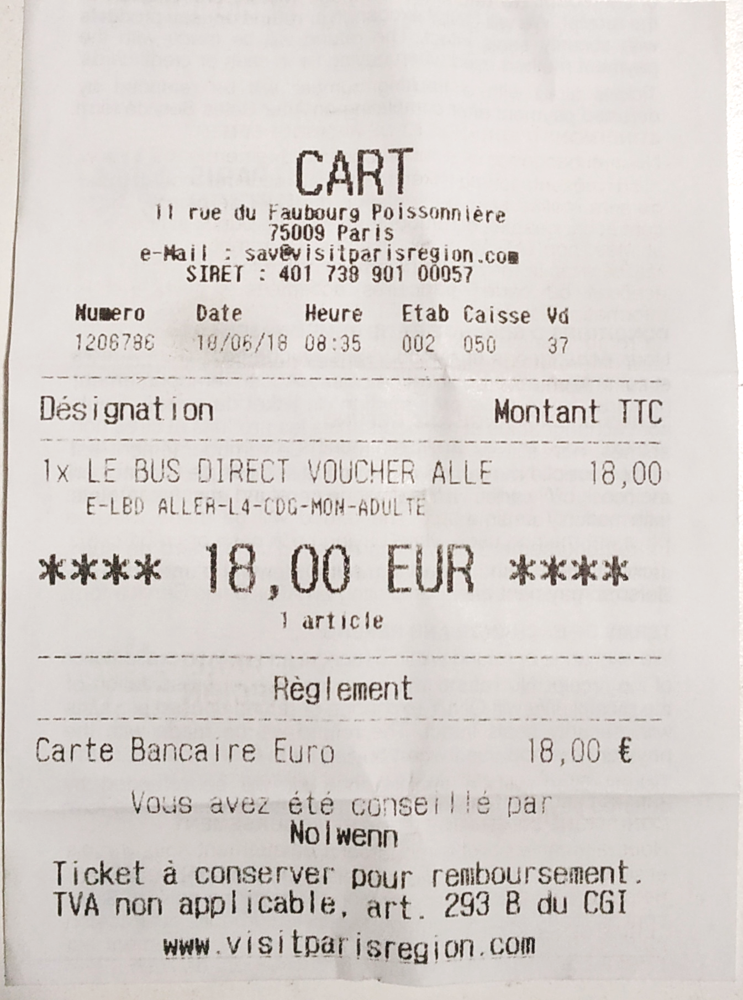 CART
11 rue du Faubourg Poissonnière
75009 Paris
e-Mail : sav@visitparisregion.com
SIRET : 401 738 901 00057
Numero Date Heure Etab Caisse Vd
1206786 18/06/18 08:35 002 050 37
Désignation Montant TTC
1x LE BUS DIRECT VOUCHER ALLE 18,00
E-LBD ALLER-L4-CDG-MON-ADULTE
**** 18,00 EUR ****
1 article
Règlement
Carte Bancaire Euro 18,00 €
Vous avez été conseillé par
Nolwenn
Ticket à conserver pour remboursement.
TVA non applicable, art. 293 B du CGI
www.visitparisregion.com